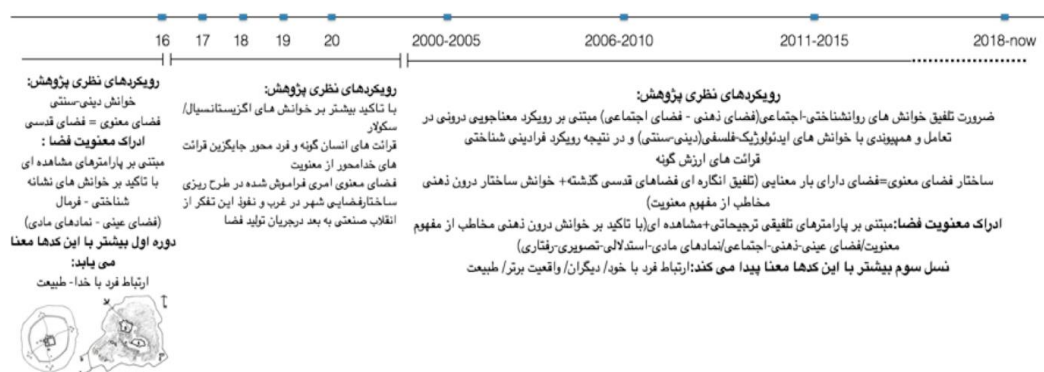 16 17 18 19 20 2000-2005 2006-2010 2011-2015 2018-now
رویکردهای نظری پژوهش:
خوانش دینی-سنتی
فضای معنوی = فضای قدسی
ادراک معنویت فضا :
مبتنی بر پارامترهای مشاهده ای
با تاکید بر خوانش های نشانه
شناختی - فرمال
(فضای عینی - نمادهای مادی)
دوره اول بیشتر با این کدها معنا
می یابد:
ارتباط فرد با خدا- طبیعت
رویکردهای نظری پژوهش:
با تاکید بیشتر بر خوانش های اگزیستانسیال/
سکولار
قرائت های انسان گونه و فرد محور جایگزین قرائت
های خدامحور از معنویت
فضای معنوی امری فراموش شده در طرح ریزی
ساختارفضایی شهر در غرب و نفوذ این تفکر از
انقلاب صنعتی به بعد درجریان تولید فضا
رویکردهای نظری پژوهش:
ضرورت تلفیق خوانش های روانشناختی-اجتماعی(فضای ذهنی - فضای اجتماعی) مبتنی بر رویکرد معناجویی درونی در
تعامل و همپیوندی با خوانش های ایدئولوژیک-فلسفی(دینی-سنتی) و در نتیجه رویکرد فرادینی شناختی
قرائت های ارزش گونه
ساختار فضای معنوی=فضای دارای بار معنایی (تلفیق انگاره ای فضاهای قدسی گذشته+ خوانش ساختار درون ذهنی
مخاطب از مفهوم معنویت)
ادراک معنویت فضا:مبتنی بر پارامترهای تلفیقی ترجیحاتی+مشاهده ای(با تاکید بر خوانش درون ذهنی مخاطب از مفهوم
معنویت/فضای عینی-ذهنی-اجتماعی/نمادهای مادی-استدلالی-تصویری-رفتاری)
نسل سوم بیشتر با این کدها معنا پیدا می کند:ارتباط فرد با خود/ دیگران/ واقعیت برتر/ طبیعت